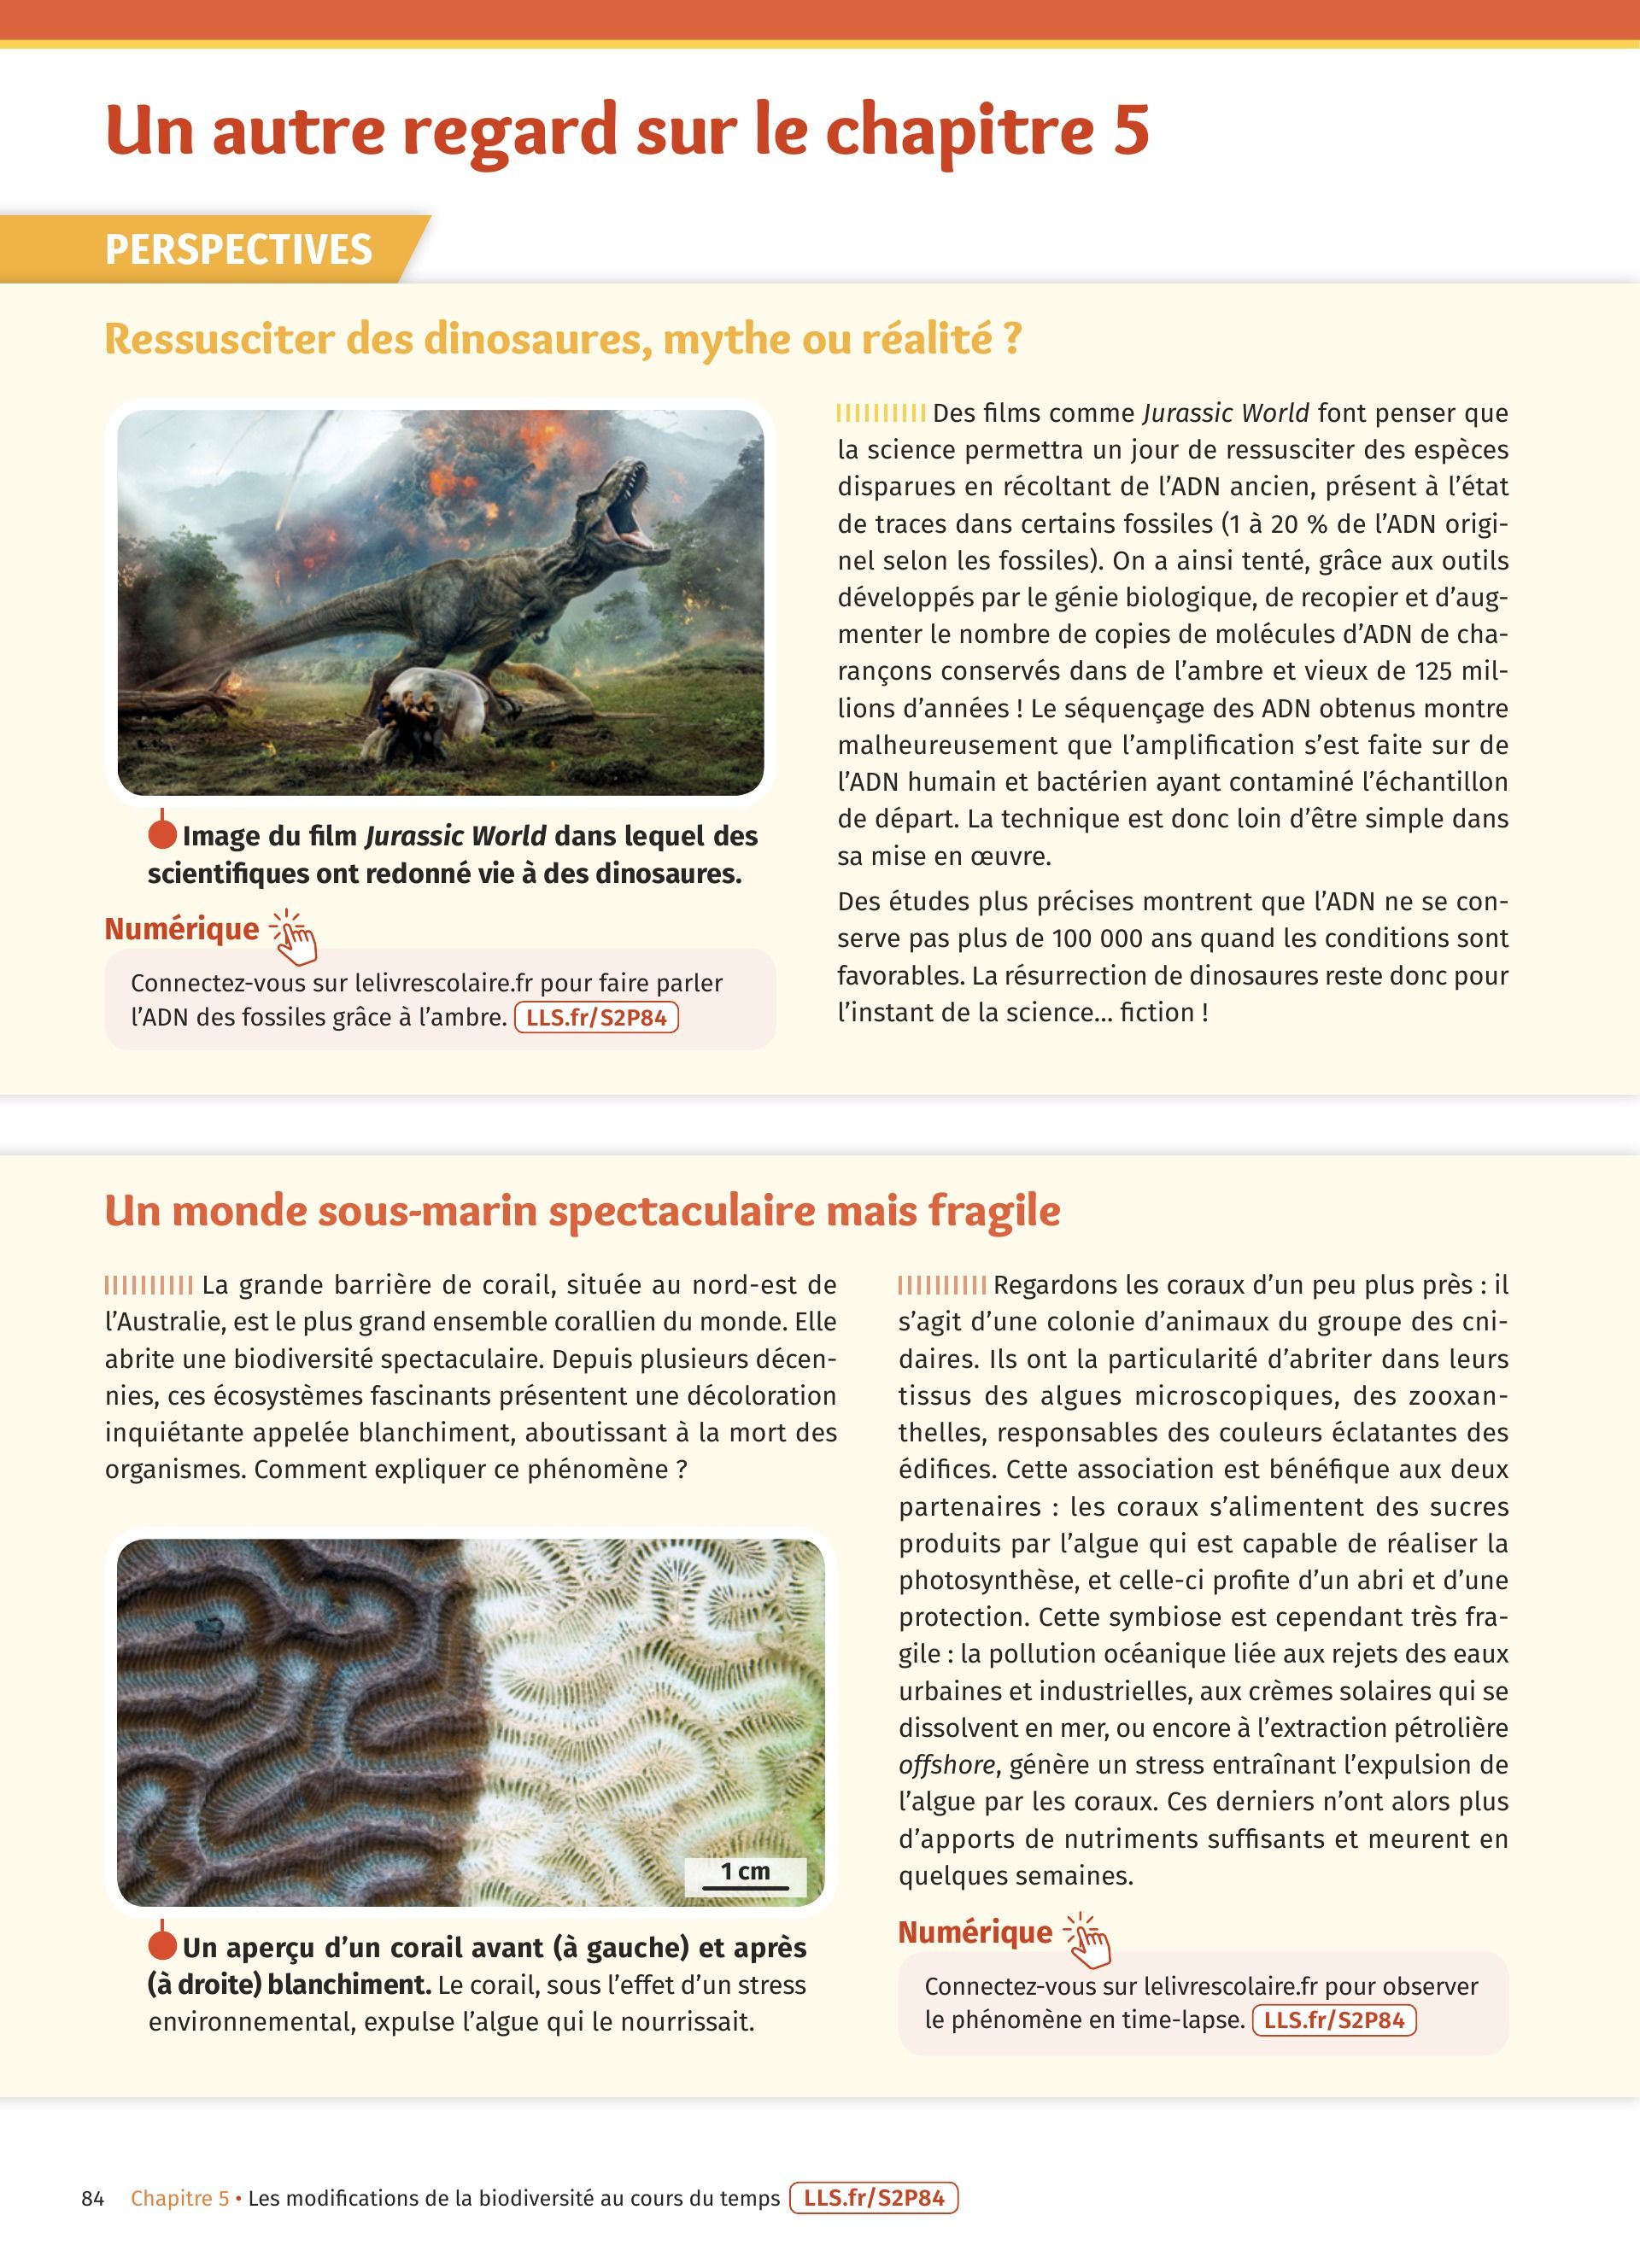 Un autre regard sur le chapitre 5
PERSPECTIVES
Ressusciter des dinosaures, mythe ou réalité ?
Image du film Jurassic World dans lequel des
scientifiques ont redonné vie à des dinosaures.
Numérique
Connectez-vous sur lelivrescolaire.fr pour faire parler
l’ADN des fossiles grâce à l’ambre. LLS.fr/S2P84
Des films comme Jurassic World font penser que
la science permettra un jour de ressusciter des espèces
disparues en récoltant de l’ADN ancien, présent à l’état
de traces dans certains fossiles (1 à 20 % de l’ADN origi-
nel selon les fossiles). On a ainsi tenté, grâce aux outils
développés par le génie biologique, de recopier et d’aug-
menter le nombre de copies de molécules d’ADN de cha-
rançons conservés dans de l’ambre et vieux de 125 mil-
lions d’années ! Le séquençage des ADN obtenus montre
malheureusement que l’amplification s’est faite sur de
l’ADN humain et bactérien ayant contaminé l’échantillon
de départ. La technique est donc loin d’être simple dans
sa mise en œuvre.
Des études plus précises montrent que l’ADN ne se con-
serve pas plus de 100 000 ans quand les conditions sont
favorables. La résurrection de dinosaures reste donc pour
l’instant de la science... fiction !
Un monde sous-marin spectaculaire mais fragile
La grande barrière de corail, située au nord-est de
l’Australie, est le plus grand ensemble corallien du monde. Elle
abrite une biodiversité spectaculaire. Depuis plusieurs décen-
nies, ces écosystèmes fascinants présentent une décoloration
inquiétante appelée blanchiment, aboutissant à la mort des
organismes. Comment expliquer ce phénomène ?
1 cm
Un aperçu d’un corail avant (à gauche) et après
(à droite) blanchiment. Le corail, sous l’effet d’un stress
environnemental, expulse l’algue qui le nourrissait.
Regardons les coraux d’un peu plus près : il
s’agit d’une colonie d’animaux du groupe des cni-
daires. Ils ont la particularité d’abriter dans leurs
tissus des algues microscopiques, des zooxan-
thelles, responsables des couleurs éclatantes des
édifices. Cette association est bénéfique aux deux
partenaires : les coraux s’alimentent des sucres
produits par l’algue qui est capable de réaliser la
photosynthèse, et celle-ci profite d’un abri et d’une
protection. Cette symbiose est cependant très fra-
gile : la pollution océanique liée aux rejets des eaux
urbaines et industrielles, aux crèmes solaires qui se
dissolvent en mer, ou encore à l’extraction pétrolière
offshore, génère un stress entraînant l’expulsion de
l’algue par les coraux. Ces derniers n’ont alors plus
d’apports de nutriments suffisants et meurent en
quelques semaines.
Numérique
Connectez-vous sur lelivrescolaire.fr pour observer
le phénomène en time-lapse. LLS.fr/S2P84
84 Chapitre 5 • Les modifications de la biodiversité au cours du temps LLS.fr/S2P84